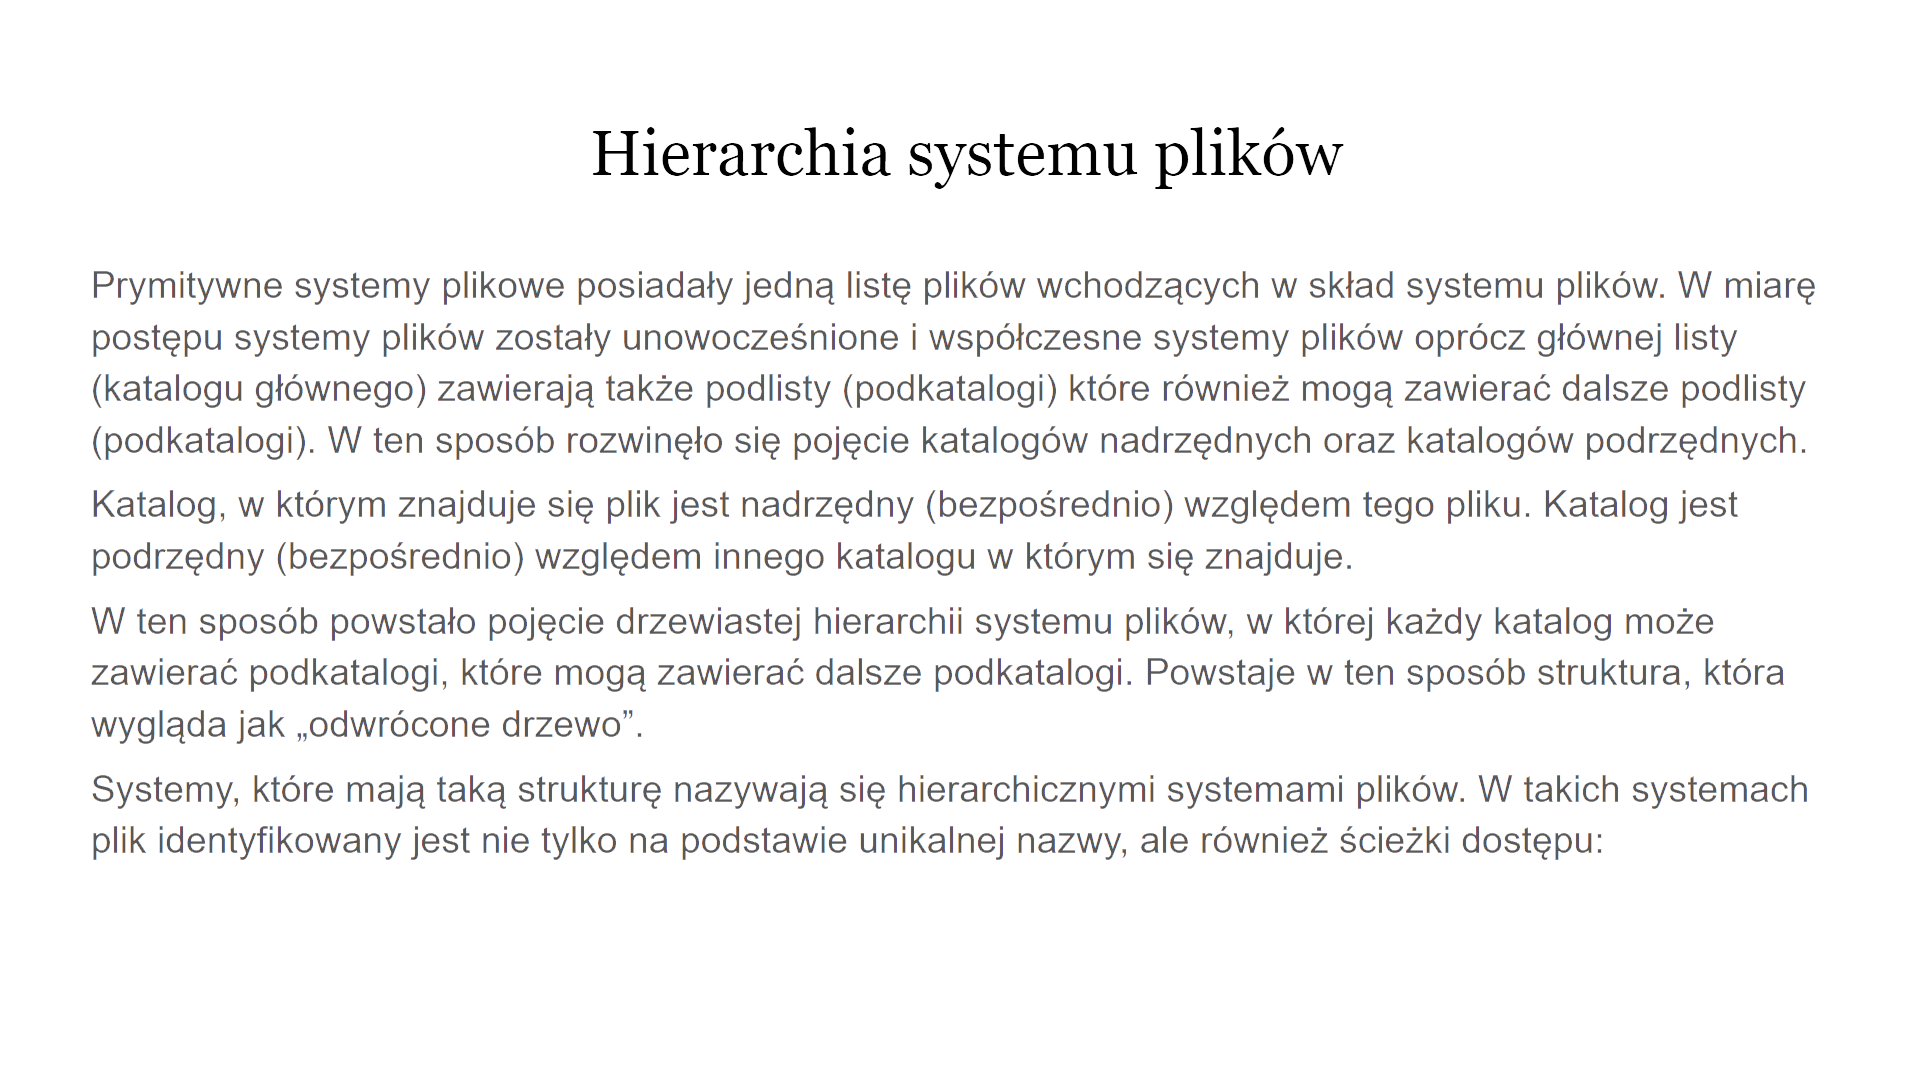 Hierarchia systemu plików
Prymitywne systemy plikowe posiadały jedną listę plików wchodzących w skład systemu plików. W miarę
postępu systemy plików zostały unowocześnione i współczesne systemy plików oprócz głównej listy
(katalogu głównego) zawierają także podlisty (podkatalogi) które również mogą zawierać dalsze podlisty
(podkatalogi). W ten sposób rozwinęło się pojęcie katalogów nadrzędnych oraz katalogów podrzędnych.
Katalog, w którym znajduje się plik jest nadrzędny (bezpośrednio) względem tego pliku. Katalog jest
podrzędny (bezpośrednio) względem innego katalogu w którym się znajduje.
W ten sposób powstało pojęcie drzewiastej hierarchii systemu plików, w której każdy katalog może
zawierać podkatalogi, które mogą zawierać dalsze podkatalogi. Powstaje w ten sposób struktura, która
wygląda jak „odwrócone drzewo”.
Systemy, które mają taką strukturę nazywają się hierarchicznymi systemami plików. W takich systemach
plik identyfikowany jest nie tylko na podstawie unikalnej nazwy, ale również ścieżki dostępu: